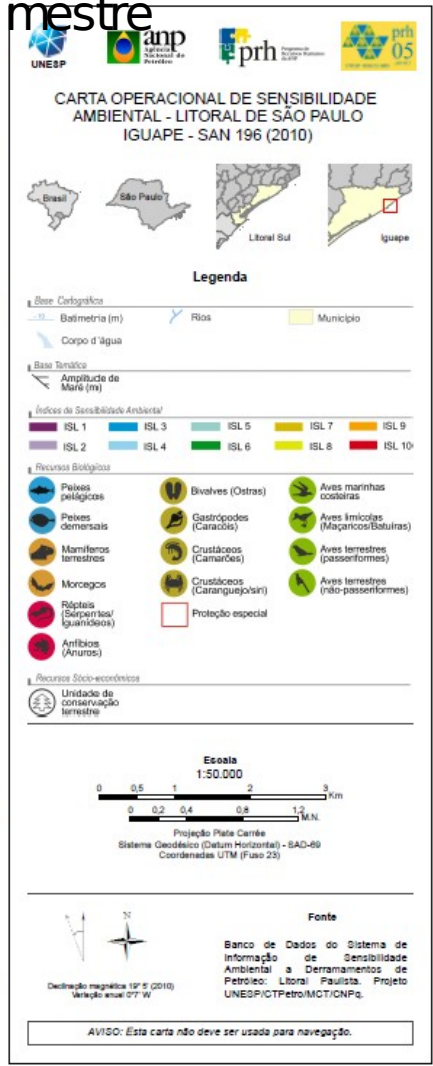 mestre
UNESP
anp
Agência
Nacional do
Petróleo
prh
Programa de
Recursos Humanos
da ANP
prh
05
CARTA OPERACIONAL DE SENSIBILIDADE
AMBIENTAL - LITORAL DE SÃO PAULO
IGUAPE - SAN 196 (2010)
Brasil
São Paulo
Litoral Sul
Iguape
Legenda
Base Cartográfica
-10 Batimetria (m) Rios Município
Corpo d´água
Base Temática
Amplitude de
Maré (m)
Índices de Sensibilidade Ambiental
ISL 1 ISL 3 ISL 5 ISL 7 ISL 9
ISL 2 ISL 4 ISL 6 ISL 8 ISL 10
Recursos Biológicos
Peixes
pelágicos
Bivalves (Ostras)
Aves marinhas
costeiras
Peixes
demersais
Gastrópodes
(Caracóis)
Aves limícolas
(Maçaricos/Batuíras)
Mamíferos
terrestres
Crustáceos
(Camarões)
Aves terrestres
(passeriformes)
Morcegos
Crustáceos
(Caranguejo/siri)
Aves terrestres
(não-passeriformes)
Répteis
(Serpentes/
Iguanídeos)
Proteção especial
Anfíbios
(Anuros)
Recursos Sócio-econômicos
Unidade de
conservação
terrestre
Escala
1:50.000
0 0,5 1 2 3 Km
0 0,2 0,4 0,8 1,2 M.N.
Projeção Plate Carrée
Sistema Geodésico (Datum Horizontal) - SAD-69
Coordenadas UTM (Fuso 23)
N
Declinação magnética 19° 5' (2010)
Variação anual 0°7' W
Fonte
Banco de Dados do Sistema de
Informação de Sensibilidade
Ambiental a Derramamentos de
Petróleo: Litoral Paulista. Projeto
UNESP/CTPetro/MCT/CNPq.
AVISO: Esta carta não deve ser usada para navegação.